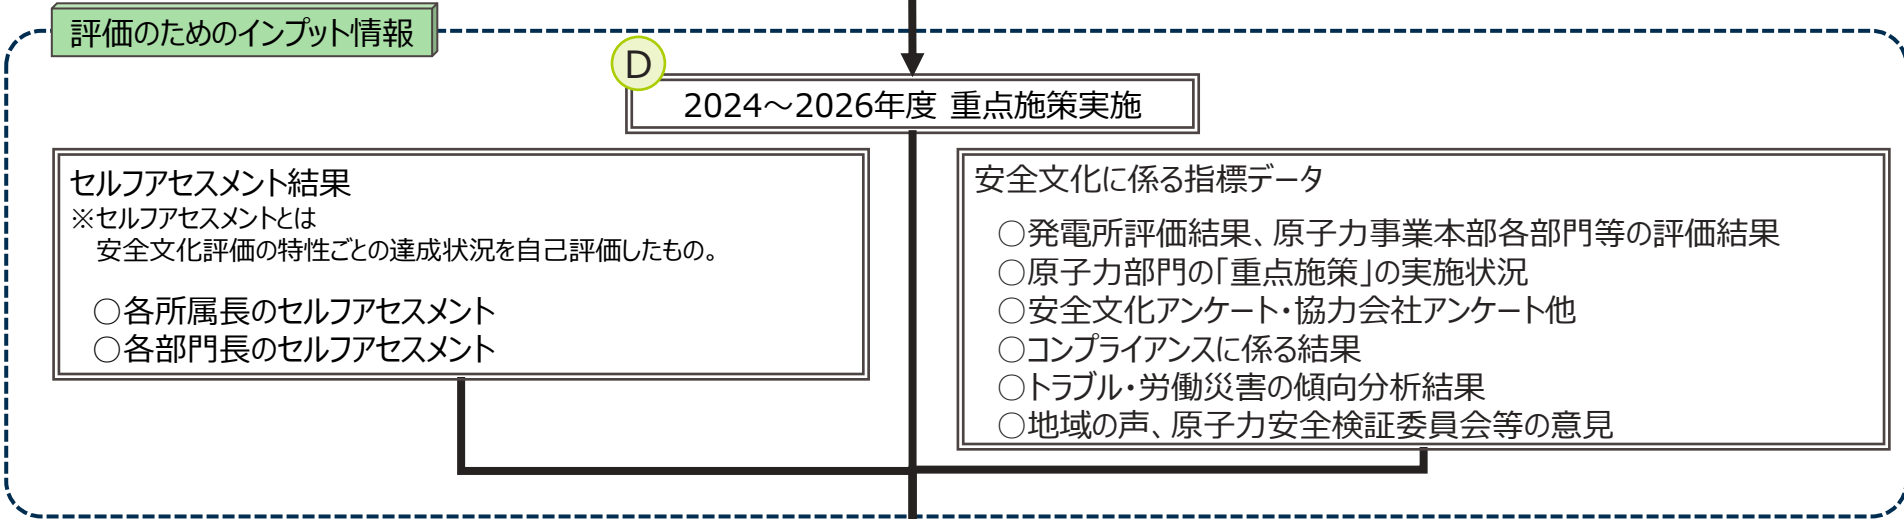 評価のためのインプット情報
D
2024～2026年度 重点施策実施
セルフアセスメント結果
※セルフアセスメントとは
安全文化評価の特性ごとの達成状況を自己評価したもの。
○各所属長のセルフアセスメント
○各部門長のセルフアセスメント
安全文化に係る指標データ
○発電所評価結果、原子力事業本部各部門等の評価結果
○原子力部門の「重点施策」の実施状況
○安全文化アンケート・協力会社アンケート他
○コンプライアンスに係る結果
○トラブル・労働災害の傾向分析結果
○地域の声、原子力安全検証委員会等の意見